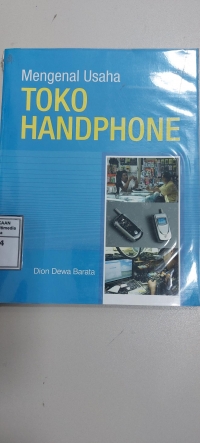 Mengenal Usaha
TOKO
HANDPHONE
Dion Dewa Barata